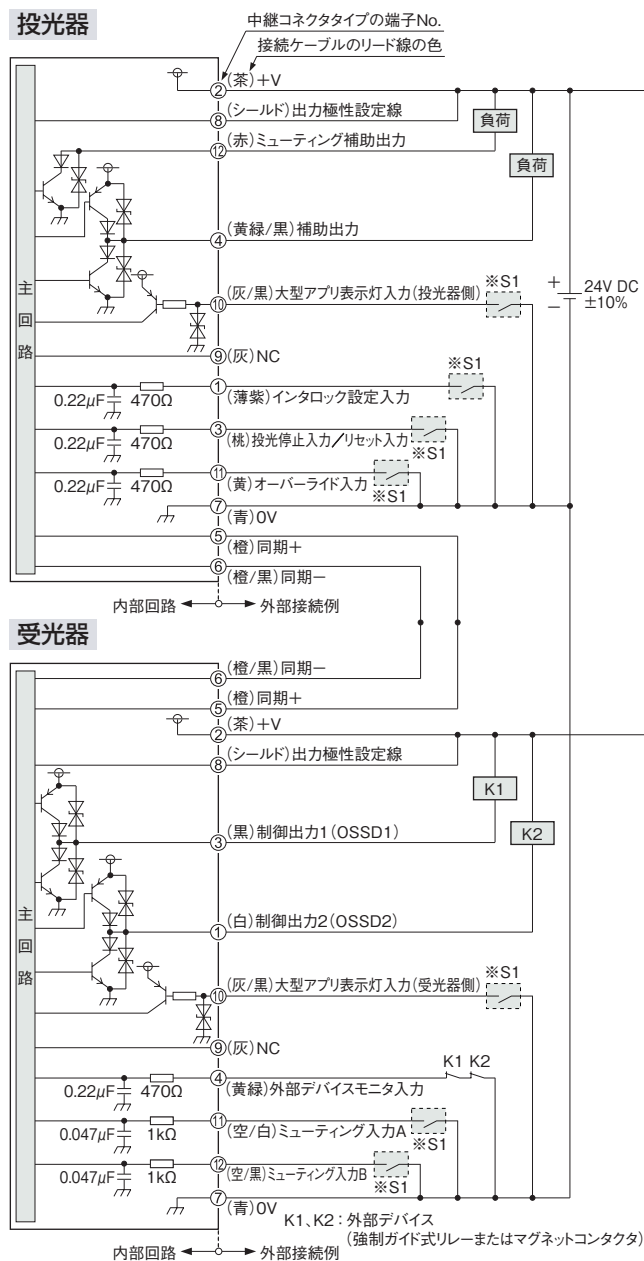 投光器
中継コネクタタイプの端子No.
接続ケーブルのリード線の色
② (茶)+V
⑧ (シールド)出力極性設定線
負荷
⑫ (赤)ミューティング補助出力
負荷
④ (黄緑/黒)補助出力
主回路
⑩ (灰/黒)大型アプリ表示灯入力(投光器側)
※S1
+
−
24V DC
±10%
⑨ (灰)NC
※S1
0.22μF 470Ω ① (薄紫)インタロック設定入力
0.22μF 470Ω ③ (桃)投光停止入力/リセット入力
※S1
0.22μF 470Ω ⑪ (黄)オーバーライド入力
※S1
⑦ (青)0V
⑤ (橙)同期+
⑥ (橙/黒)同期−
内部回路 外部接続例
受光器
⑥ (橙/黒)同期−
⑤ (橙)同期+
② (茶)+V
⑧ (シールド)出力極性設定線
K1
③ (黒)制御出力1(OSSD1)
K2
主回路
① (白)制御出力2(OSSD2)
⑩ (灰/黒)大型アプリ表示灯入力(受光器側)
※S1
⑨ (灰)NC
K1 K2
0.22μF 470Ω ④ (黄緑)外部デバイスモニタ入力
0.047μF 1kΩ ⑪ (空/白)ミューティング入力A
※S1
0.047μF 1kΩ ⑫ (空/黒)ミューティング入力B
※S1
⑦ (青)0V
K1、K2:外部デバイス
(強制ガイド式リレーまたはマグネットコンタクタ)
内部回路 外部接続例